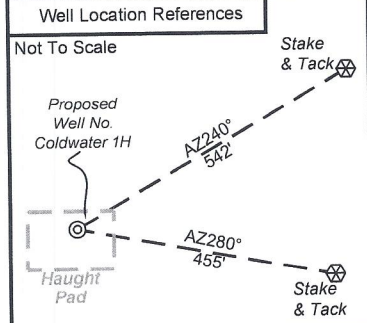 Well Location References
Not To Scale
Stake
& Tack
Proposed
Well No.
Coldwater 1H
AZ240°
542'
AZ280°
455'
Haught
Pad
Stake
& Tack